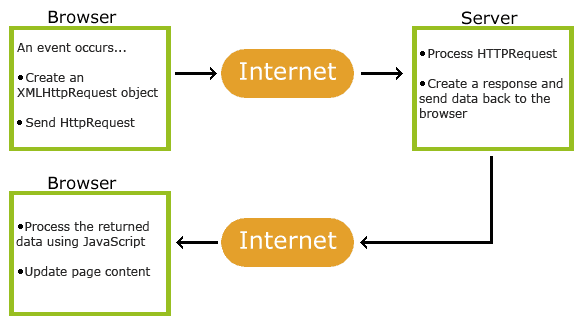 Browser
An event occurs...
•Create an
XMLHttpRequest object
• Send HttpRequest
Internet
Server
•Process HTTPRequest
•Create a response and
send data back to the
browser
Browser
•Process the returned
data using JavaScript
•Update page content
Internet